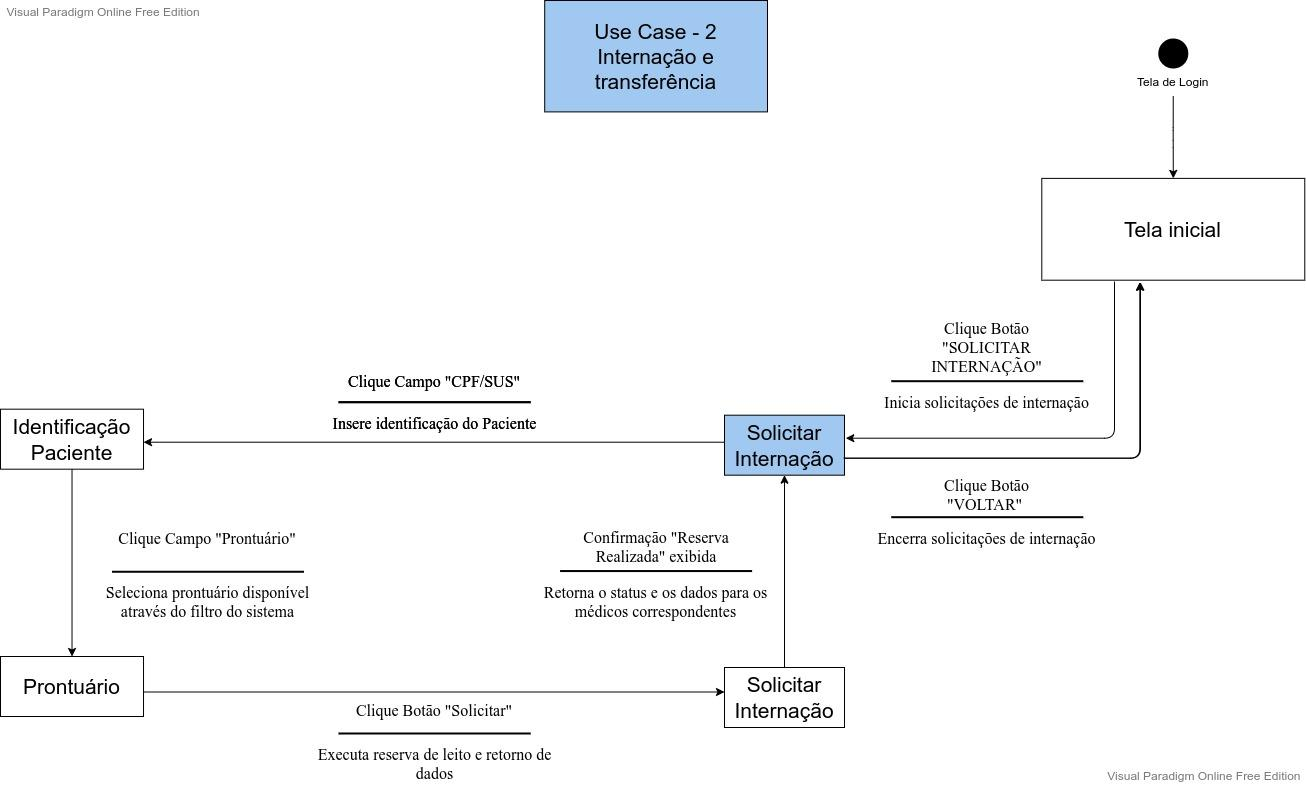 Visual Paradigm Online Free Edition
Use Case - 2
Internação e
transferência
Tela de Login
Tela inicial
Clique Botão
"SOLICITAR
INTERNAÇÃO"
Inicia solicitações de internação
Clique Campo "CPF/SUS"
Insere identificação do Paciente
Identificação
Paciente
Solicitar
Internação
Clique Botão
"VOLTAR"
Encerra solicitações de internação
Clique Campo "Prontuário"
Seleciona prontuário disponível
através do filtro do sistema
Confirmação "Reserva
Realizada" exibida
Retorna o status e os dados para os
médicos correspondentes
Prontuário
Solicitar
Internação
Clique Botão "Solicitar"
Executa reserva de leito e retorno de
dados
Visual Paradigm Online Free Edition